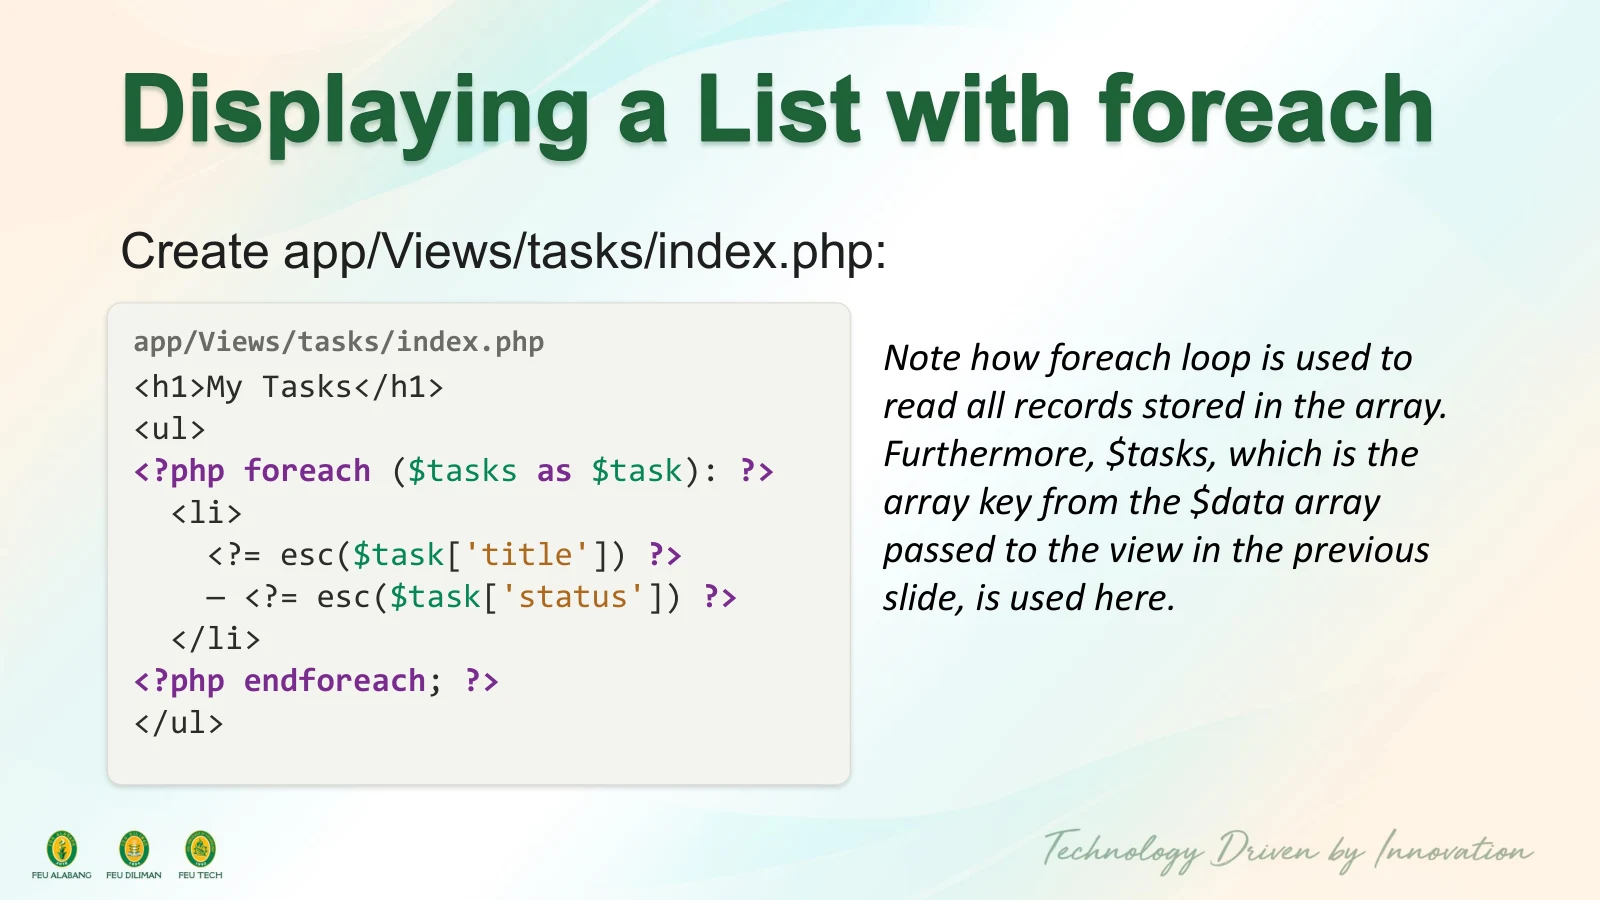 Displaying a List with foreach
Create app/Views/tasks/index.php:
app/Views/tasks/index.php
<h1>My Tasks</h1>
<ul>
<?php foreach ($tasks as $task): ?>
  <li>
    <?= esc($task['title']) ?>
    — <?= esc($task['status']) ?>
  </li>
<?php endforeach; ?>
</ul>
Note how foreach loop is used to
read all records stored in the array.
Furthermore, $tasks, which is the
array key from the $data array
passed to the view in the previous
slide, is used here.
FEU ALABANG
FEU DILIMAN
FEU TECH
Technology Driven by Innovation